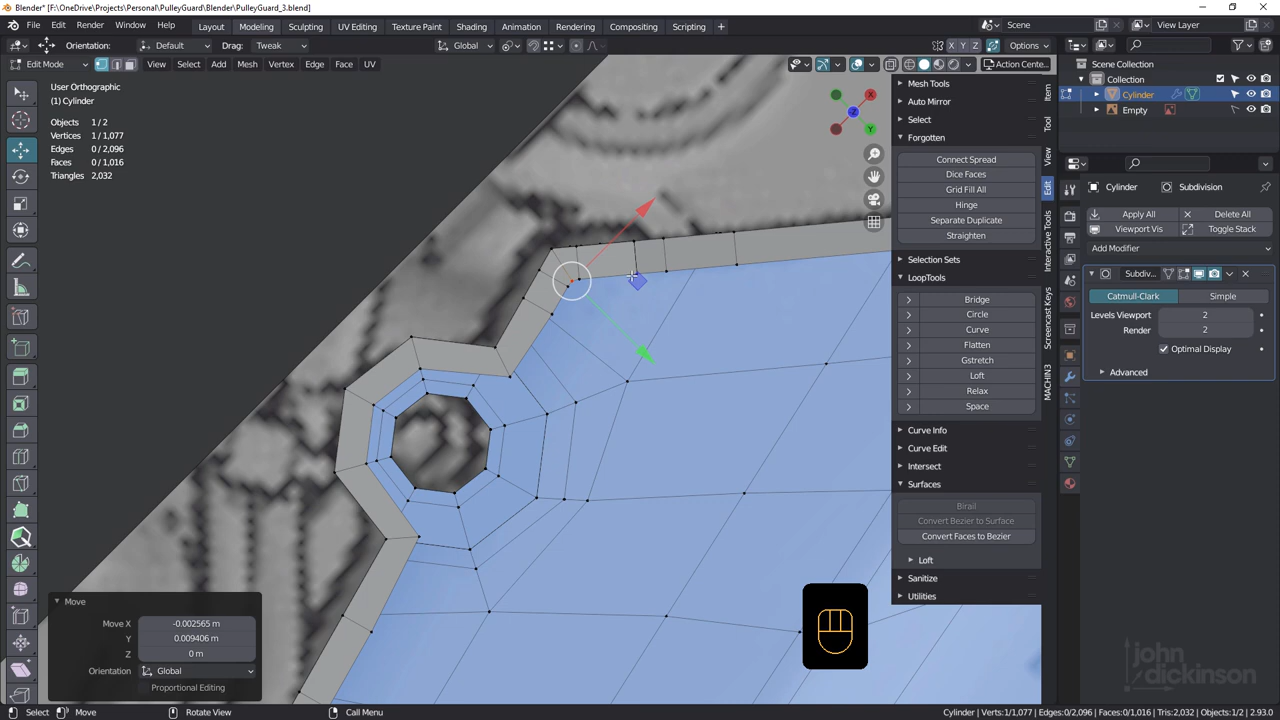 Blender* [F:\OneDrive\Projects\Personal\PulleyGuard\Blender\PulleyGuard_3.blend]
File Edit Render Window Help Layout Modeling Sculpting UV Editing Texture Paint Shading Animation Rendering Compositing Scripting + Scene View Layer
Orientation: Default Drag: Tweak Global X Y Z Options
Edit Mode View Select Add Mesh Vertex Edge Face UV Action Cente...
User Orthographic
(1) Cylinder
Objects 1/2
Vertices 1/1,077
Edges 0/2,096
Faces 0/1,016
Triangles 2,032
X
Z
Y
Mesh Tools
Auto Mirror
Select
Forgotten
Connect Spread
Dice Faces
Grid Fill All
Hinge
Separate Duplicate
Straighten
Selection Sets
LoopTools
Bridge
Circle
Curve
Flatten
Gstretch
Loft
Relax
Space
Curve Info
Curve Edit
Intersect
Surfaces
Birail
Convert Bezier to Surface
Convert Faces to Bezier
Loft
Sanitize
Utilities
Item
Tool
View
Edit
Interactive Tools
Screencast Keys
MACHIN3
Scene Collection
Collection
Cylinder
Empty
Cylinder Subdivision
Apply All Delete All
Viewport Vis Toggle Stack
Add Modifier
Subdiv...
Catmull-Clark Simple
Levels Viewport 2
Render 2
Optimal Display
Advanced
Move
Move X -0.002565 m
Y 0.009406 m
Z 0 m
Orientation Global
Proportional Editing
john
dickinson
Select Move Rotate View Call Menu Cylinder | Verts:1/1,077 | Edges:0/2,096 | Faces:0/1,016 | Tris:2,032 | Objects:1/2 | 2.93.0